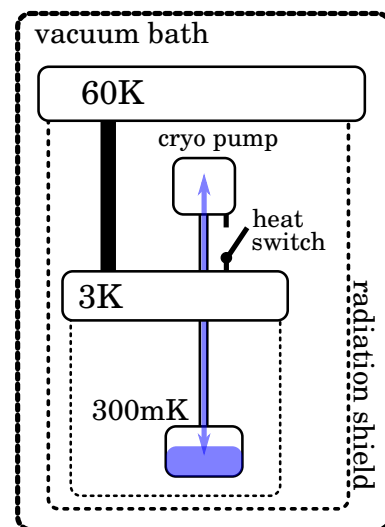 vacuum bath
60K
cryo pump
heat
switch
3K
radiation shield
300mK